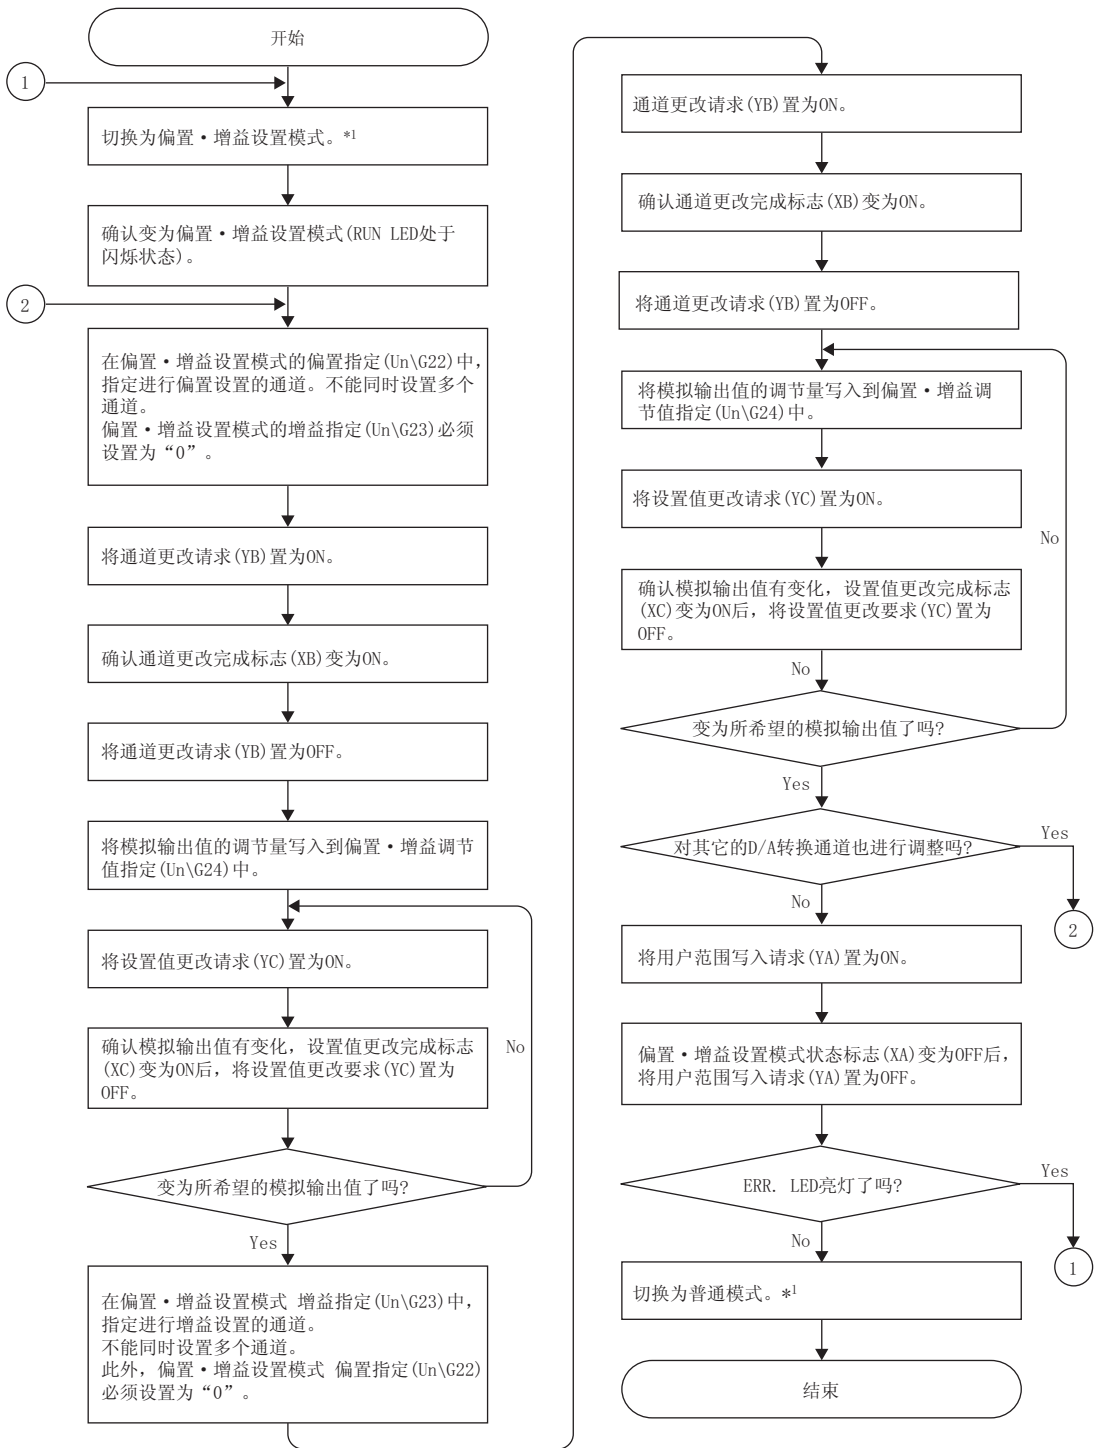 开始
1
切换为偏置·增益设置模式。*1
确认变为偏置·增益设置模式(RUN LED处于
闪烁状态)。
2
在偏置·增益设置模式的偏置指定(Un\G22)中,
指定进行偏置设置的通道。不能同时设置多个
通道。
偏置·增益设置模式的增益指定(Un\G23)必须
设置为“0”。
将通道更改请求(YB)置为ON。
确认通道更改完成标志(XB)变为ON。
将通道更改请求(YB)置为OFF。
将模拟输出值的调节量写入到偏置·增益调节
值指定(Un\G24)中。
将设置值更改请求(YC)置为ON。
确认模拟输出值有变化,设置值更改完成标志
(XC)变为ON后,将设置值更改要求(YC)置为
OFF。
No
变为所希望的模拟输出值了吗?
Yes
在偏置·增益设置模式 增益指定(Un\G23)中,
指定进行增益设置的通道。
不能同时设置多个通道。
此外,偏置·增益设置模式 偏置指定(Un\G22)
必须设置为“0”。
通道更改请求(YB)置为ON。
确认通道更改完成标志(XB)变为ON。
将通道更改请求(YB)置为OFF。
将模拟输出值的调节量写入到偏置·增益调
节值指定(Un\G24)中。
将设置值更改请求(YC)置为ON。
No
确认模拟输出值有变化,设置值更改完成标志
(XC)变为ON后,将设置值更改要求(YC)置为
OFF。
No
变为所希望的模拟输出值了吗?
Yes
对其它的D/A转换通道也进行调整吗?
Yes
No
2
将用户范围写入请求(YA)置为ON。
偏置·增益设置模式状态标志(XA)变为OFF后,
将用户范围写入请求(YA)置为OFF。
ERR. LED亮灯了吗?
Yes
No
1
切换为普通模式。*1
结束